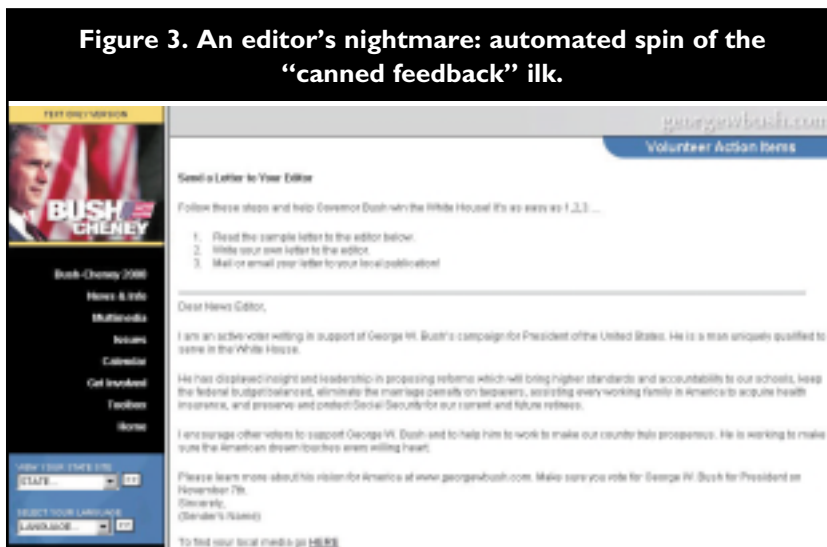 Figure 3. An editor's nightmare: automated spin of the
“canned feedback” ilk.
TEXT ONLY VERSION
georgewbush.com
Volunteer Action Items
BUSH
CHENEY
Bush-Cheney 2000
News & Info
Multimedia
Issues
Calendar
Get Involved
Toolbox
Home
VIEW YOUR STATE SITE
STATE...
SELECT YOUR LANGUAGE
LANGUAGE...
Send a Letter to Your Editor
Follow these steps and help Governor Bush win the White House! It's as easy as 1,2,3 ...
1. Read the sample letter to the editor below.
2. Write your own letter to the editor.
3. Mail or email your letter to your local publication!
Dear News Editor,
I am an active voter writing in support of George W. Bush's campaign for President of the United States. He is a man uniquely qualified to
serve in the White House.
He has displayed insight and leadership in proposing reforms which will bring higher standards and accountability to our schools, keep
the federal budget balanced, eliminate the marriage penalty on taxpayers, assisting every working family in America to acquire health
insurance, and preserve and protect Social Security for our current and future retirees.
I encourage other voters to support George W. Bush and to help him to work to make our country truly prosperous. He is working to make
sure the American dream touches every willing heart.
Please learn more about his vision for America at www.georgewbush.com. Make sure you vote for George W. Bush for President on
November 7th.
Sincerely,
(Sender's Name)
To find your local media go HERE